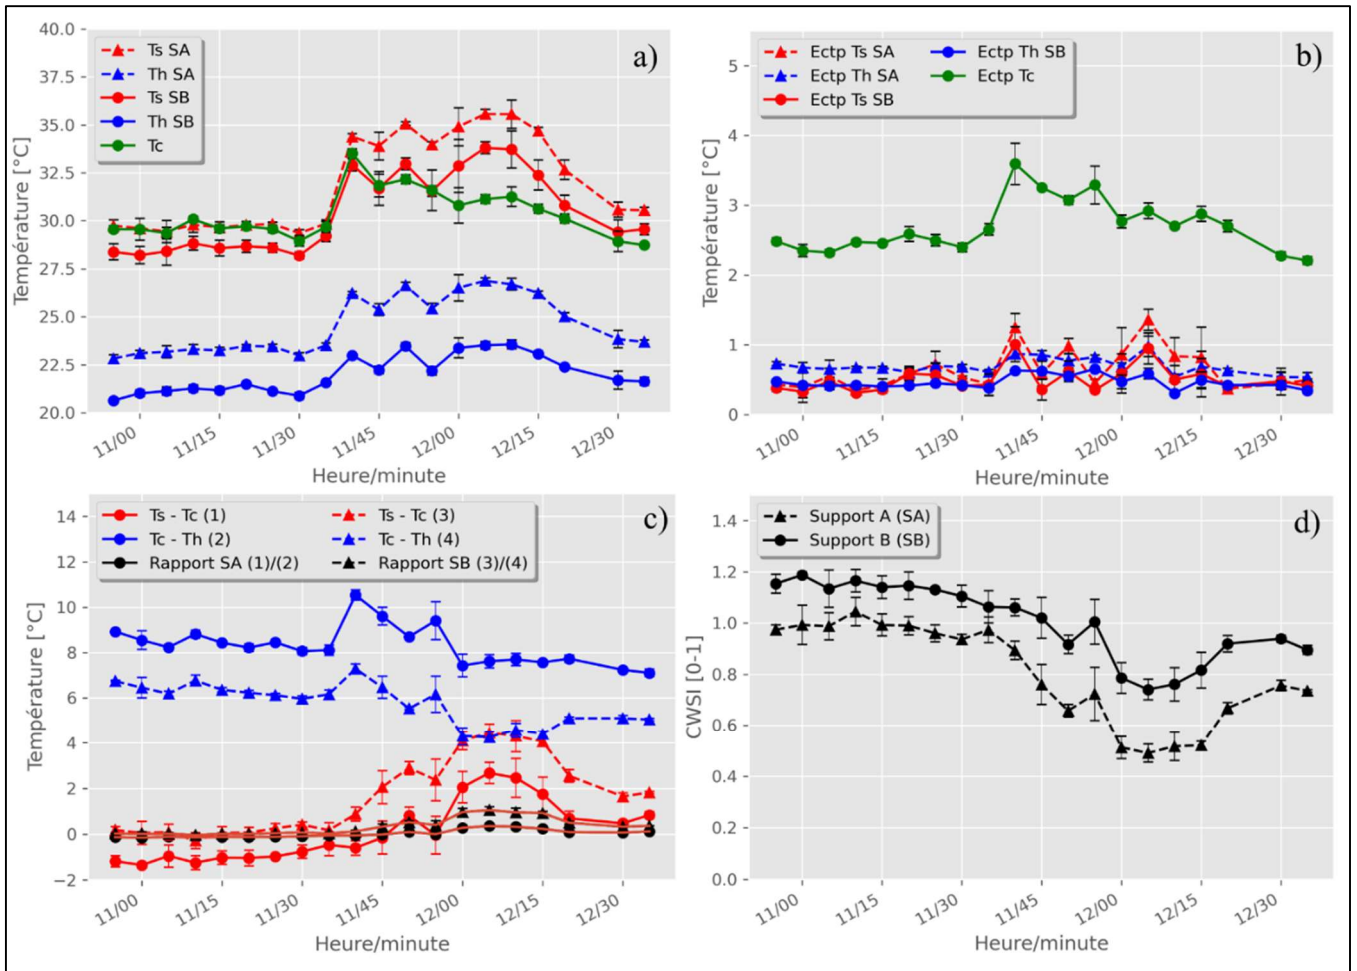 a)
Ts SA
Th SA
Ts SB
Th SB
Tc
Température [°C]
40.0
37.5
35.0
32.5
30.0
27.5
25.0
22.5
20.0
11/00
11/15
11/30
11/45
12/00
12/15
12/30
Heure/minute
b)
Ectp Ts SA
Ectp Th SA
Ectp Ts SB
Ectp Th SB
Ectp Tc
Température [°C]
5
4
3
2
1
0
11/00
11/15
11/30
11/45
12/00
12/15
12/30
Heure/minute
c)
Ts - Tc (1)
Tc - Th (2)
Rapport SA (1)/(2)
Ts - Tc (3)
Tc - Th (4)
Rapport SB (3)/(4)
Température [°C]
14
12
10
8
6
4
2
0
−2
11/00
11/15
11/30
11/45
12/00
12/15
12/30
Heure/minute
d)
Support A (SA)
Support B (SB)
CWSI [0-1]
1.4
1.2
1.0
0.8
0.6
0.4
0.2
0.0
11/00
11/15
11/30
11/45
12/00
12/15
12/30
Heure/minute